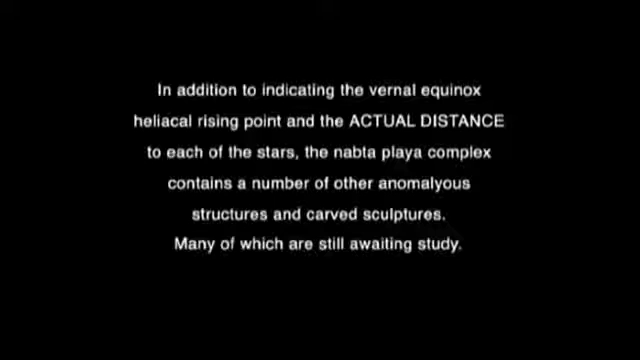 In addition to indicating the vernal equinox
heliacal rising point and the ACTUAL DISTANCE
to each of the stars, the nabta playa complex
contains a number of other anomalyous
structures and carved sculptures.
Many of which are still awaiting study.